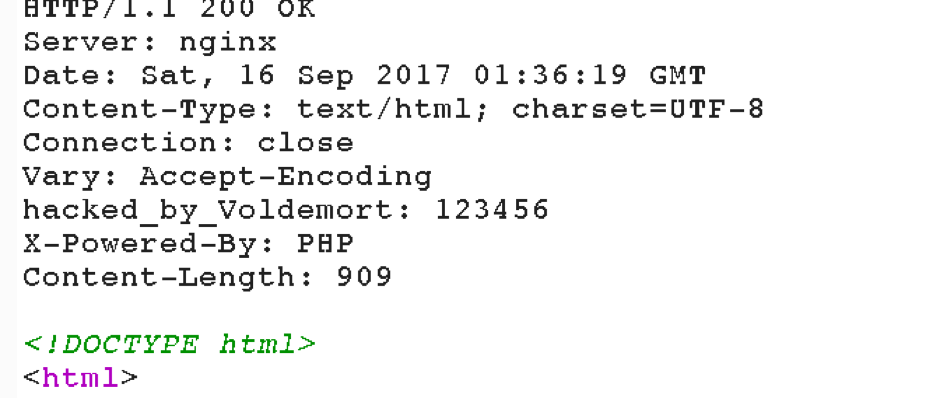 HTTP/1.1 200 OK
Server: nginx
Date: Sat, 16 Sep 2017 01:36:19 GMT
Content-Type: text/html; charset=UTF-8
Connection: close
Vary: Accept-Encoding
hacked_by_Voldemort: 123456
X-Powered-By: PHP
Content-Length: 909
<!DOCTYPE html>
<html>